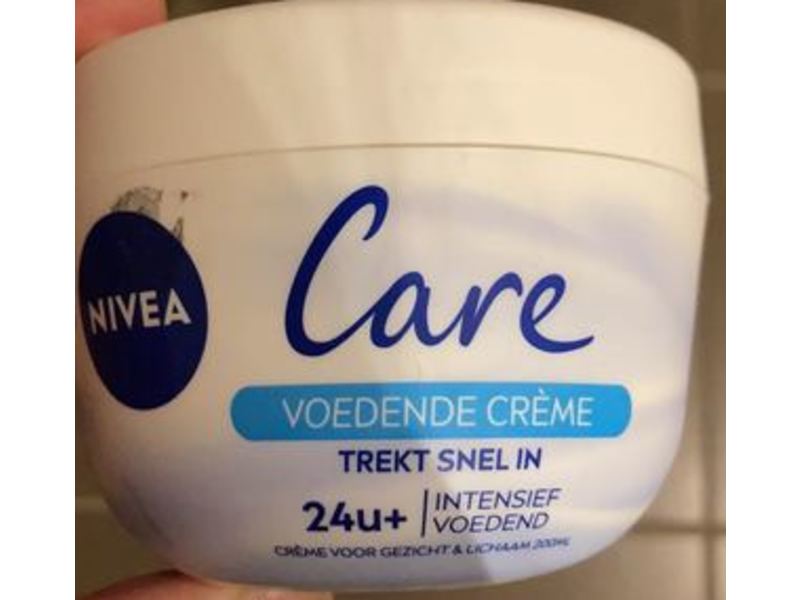 NIVEA
Care
VOEDENDE CRÈME
TREKT SNEL IN
24u+
INTENSIEF
VOEDEND
CRÈME VOOR GEZICHT & LICHAAM 200ML